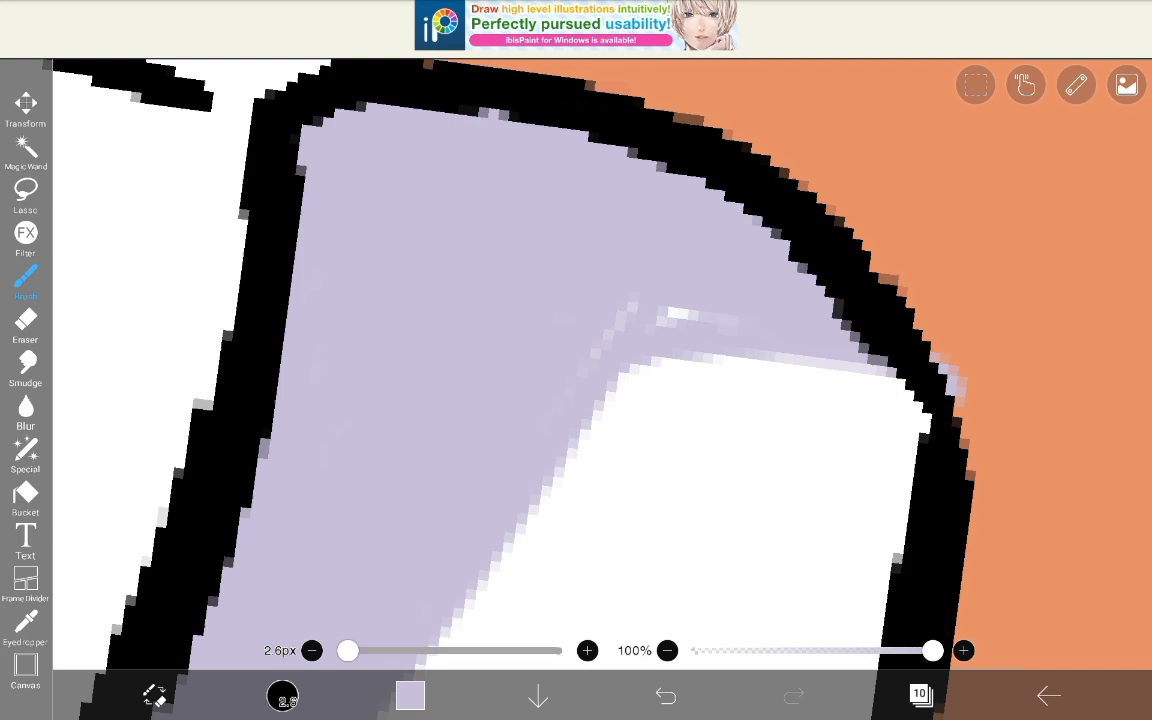 iP
Draw high level illustrations intuitively!
Perfectly pursued usability!
ibisPaint for Windows is available!
Transform
Magic Wand
Lasso
FX
Filter
Brush
Eraser
Smudge
Blur
Special
Bucket
T
Text
Frame Divider
Eyedropper
Canvas
2.6px
100%
2.6
10